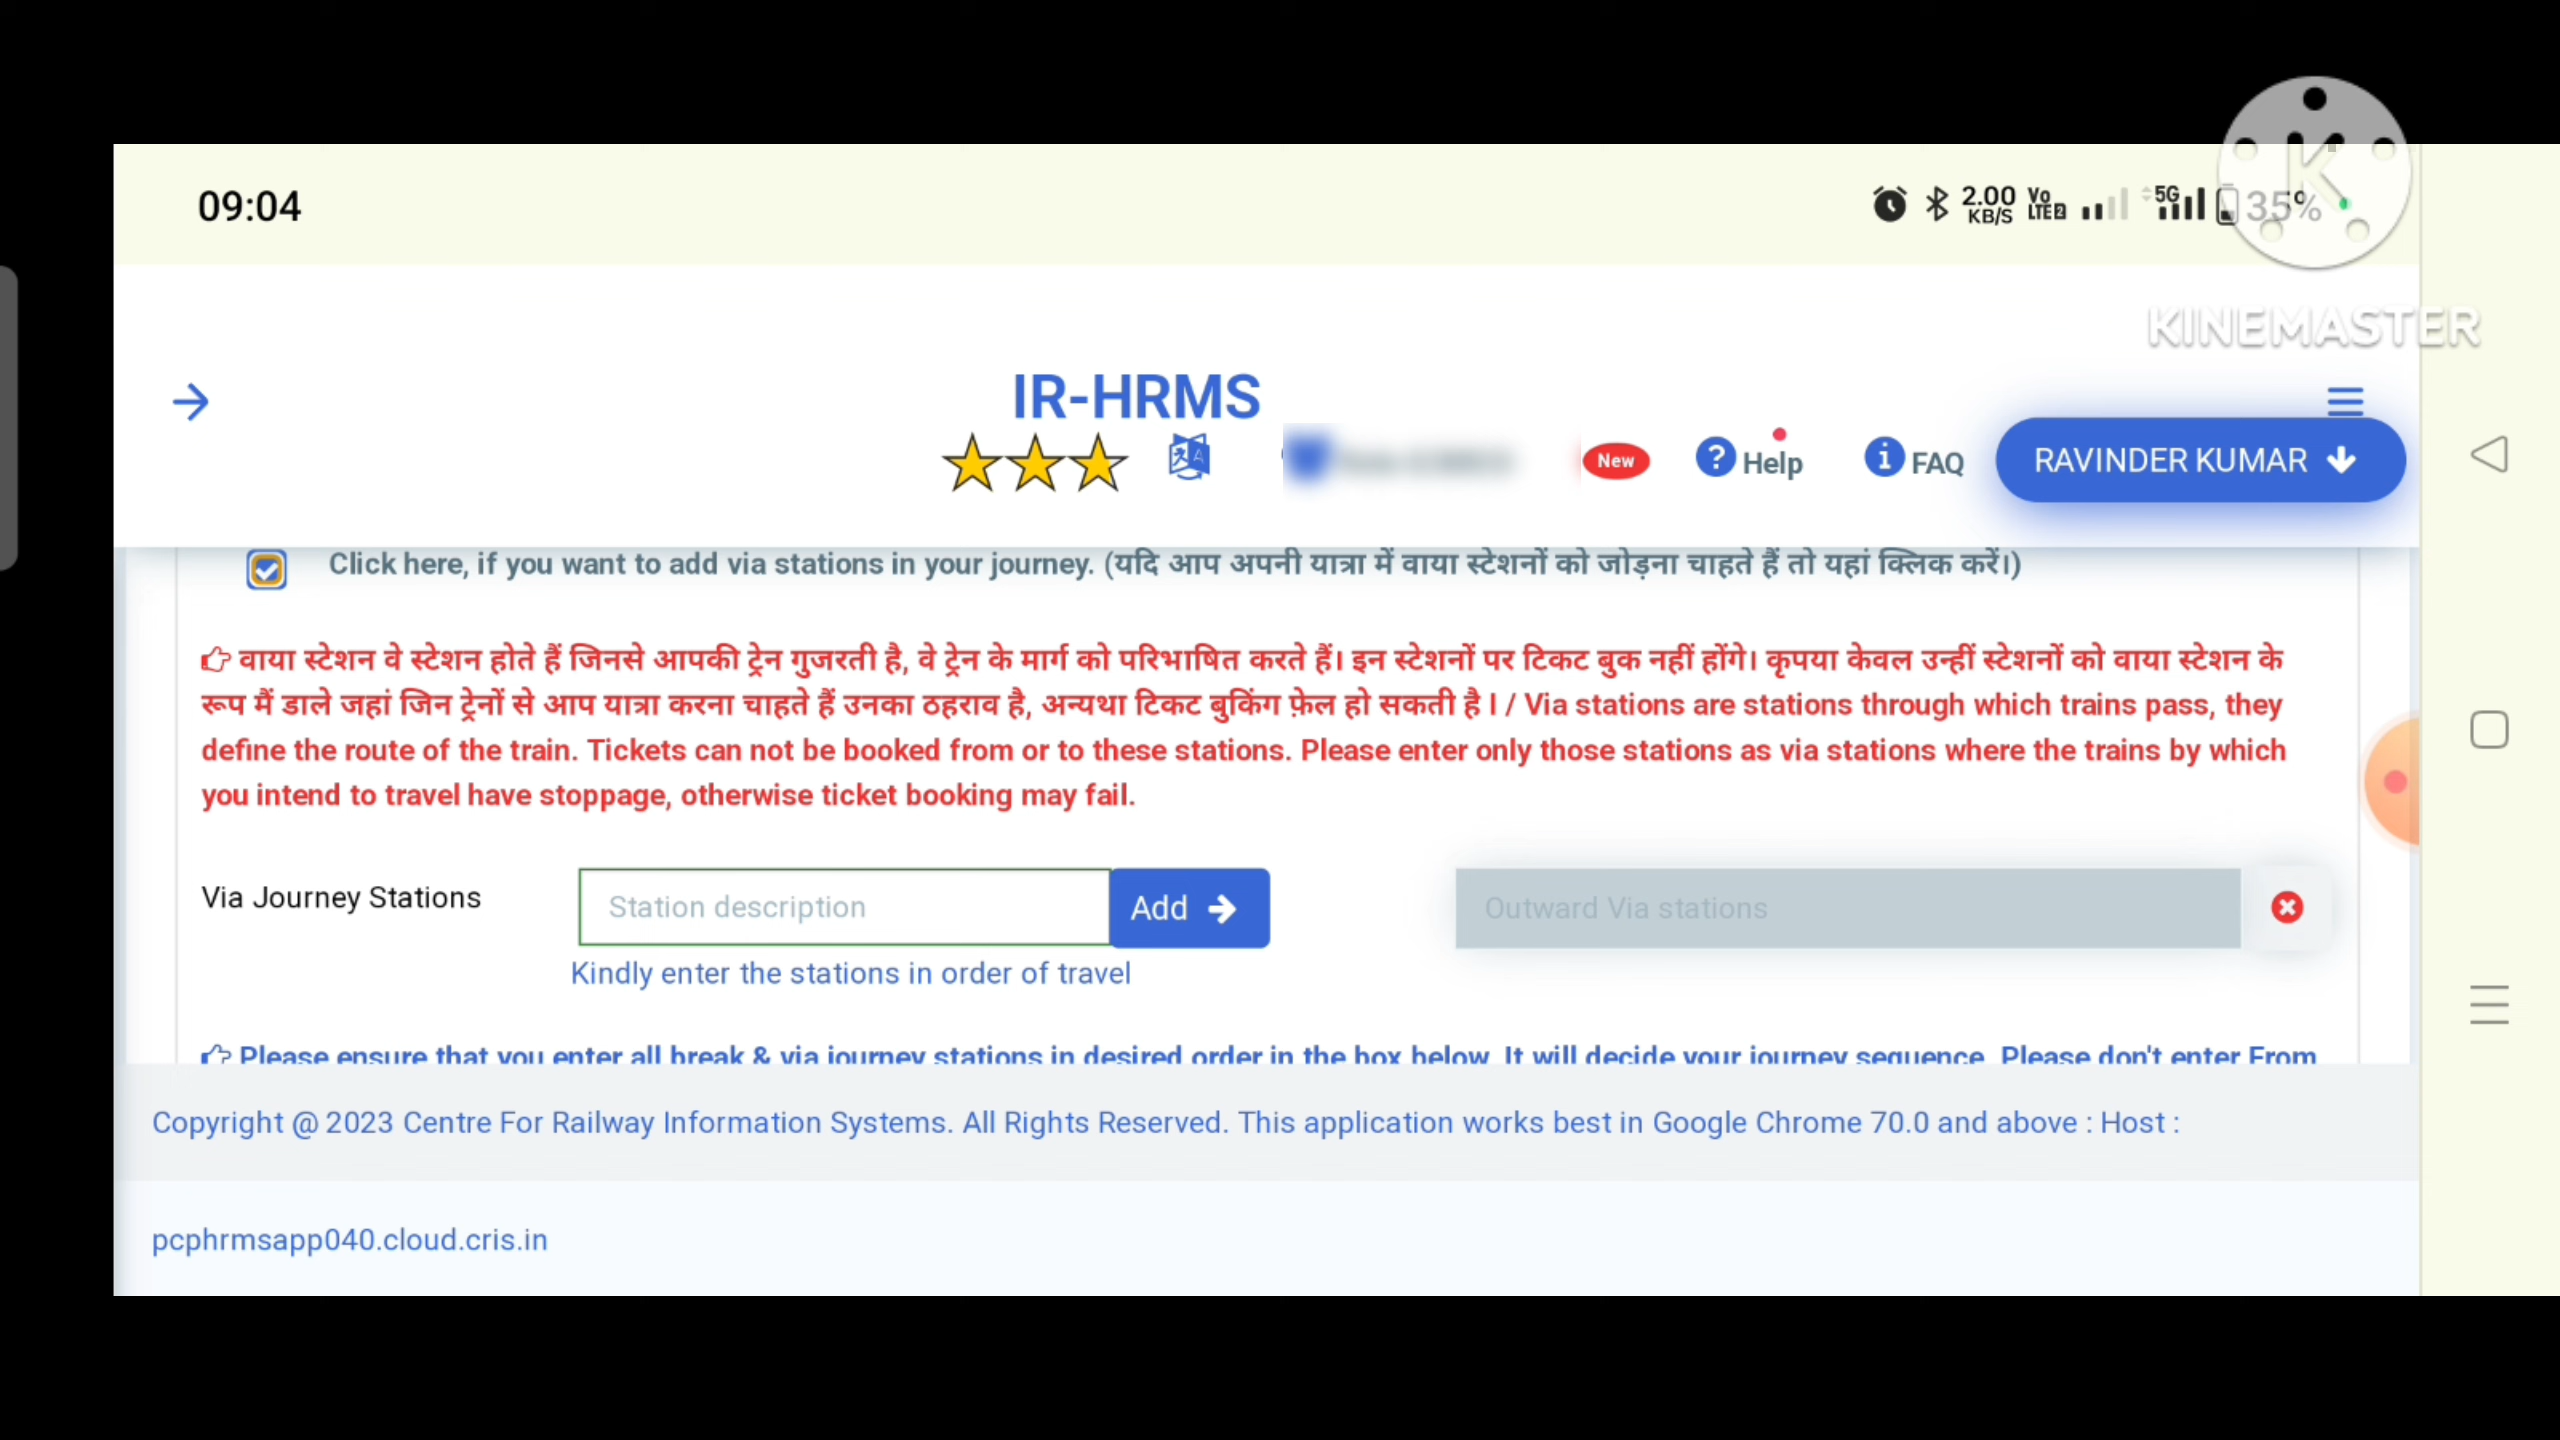 09:04
2.00
KB/S
Vo
LTE 2
5G
35%
KINEMASTER
IR-HRMS
New
Help
FAQ
RAVINDER KUMAR
Click here, if you want to add via stations in your journey. (यदि आप अपनी यात्रा में वाया स्टेशनों को जोड़ना चाहते हैं तो यहां क्लिक करें।)
वाया स्टेशन वे स्टेशन होते हैं जिनसे आपकी ट्रेन गुजरती है, वे ट्रेन के मार्ग को परिभाषित करते हैं। इन स्टेशनों पर टिकट बुक नहीं होंगे। कृपया केवल उन्हीं स्टेशनों को वाया स्टेशन के
रूप मैं डाले जहां जिन ट्रेनों से आप यात्रा करना चाहते हैं उनका ठहराव है, अन्यथा टिकट बुकिंग फ़ेल हो सकती है I / Via stations are stations through which trains pass, they
define the route of the train. Tickets can not be booked from or to these stations. Please enter only those stations as via stations where the trains by which
you intend to travel have stoppage, otherwise ticket booking may fail.
Via Journey Stations
Station description
Add
Outward Via stations
Kindly enter the stations in order of travel
Please ensure that you enter all break & via journey stations in desired order in the box below. It will decide your journey sequence. Please don't enter From
Copyright @ 2023 Centre For Railway Information Systems. All Rights Reserved. This application works best in Google Chrome 70.0 and above : Host :
pcphrmsapp040.cloud.cris.in